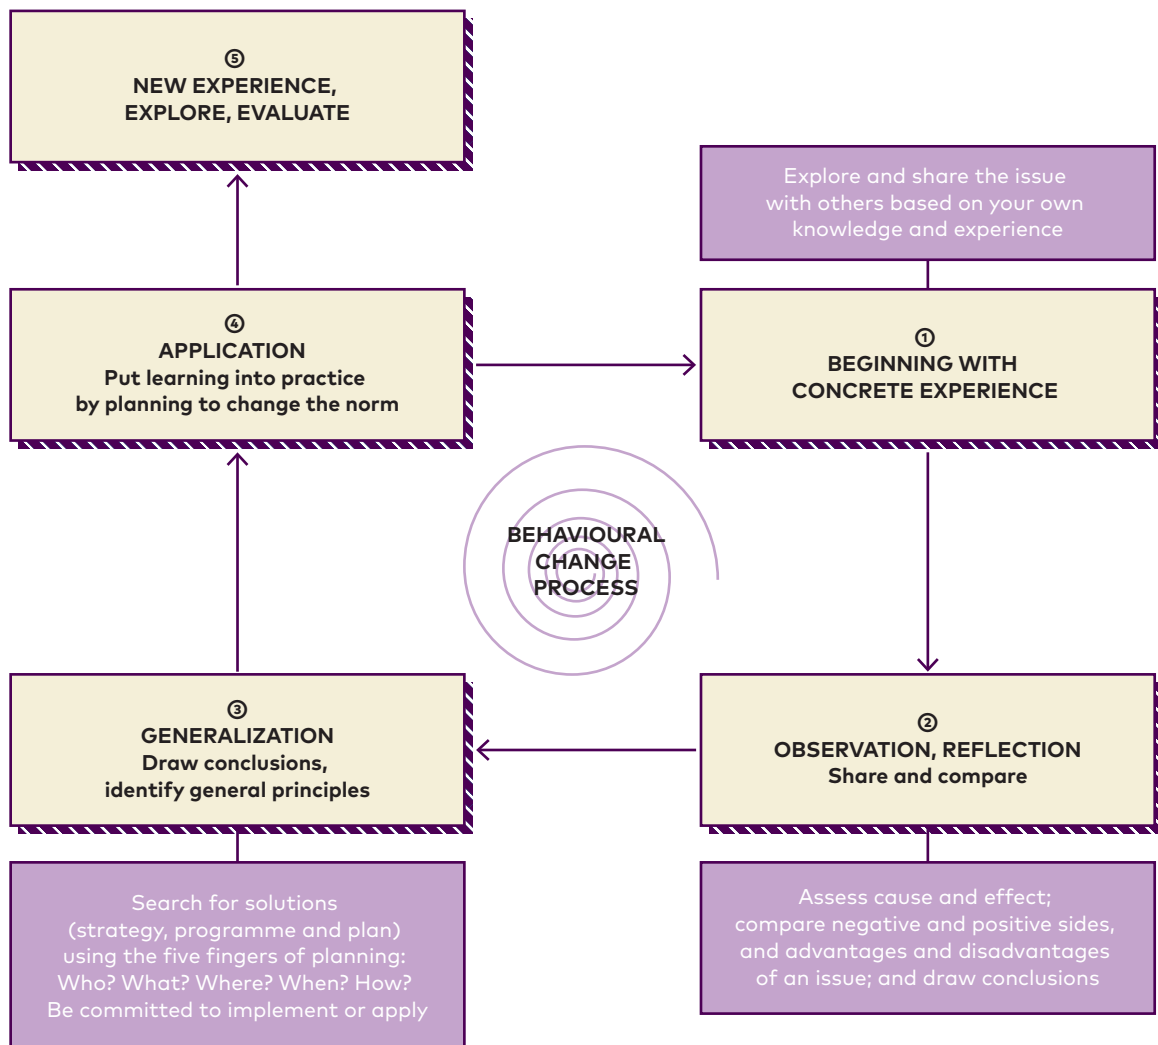 ⑤
NEW EXPERIENCE,
EXPLORE, EVALUATE
Explore and share the issue
with others based on your own
knowledge and experience
④
APPLICATION
Put learning into practice
by planning to change the norm
①
BEGINNING WITH
CONCRETE EXPERIENCE
BEHAVIOURAL
CHANGE
PROCESS
③
GENERALIZATION
Draw conclusions,
identify general principles
②
OBSERVATION, REFLECTION
Share and compare
Search for solutions
(strategy, programme and plan)
using the five fingers of planning:
Who? What? Where? When? How?
Be committed to implement or apply
Assess cause and effect;
compare negative and positive sides,
and advantages and disadvantages
of an issue; and draw conclusions